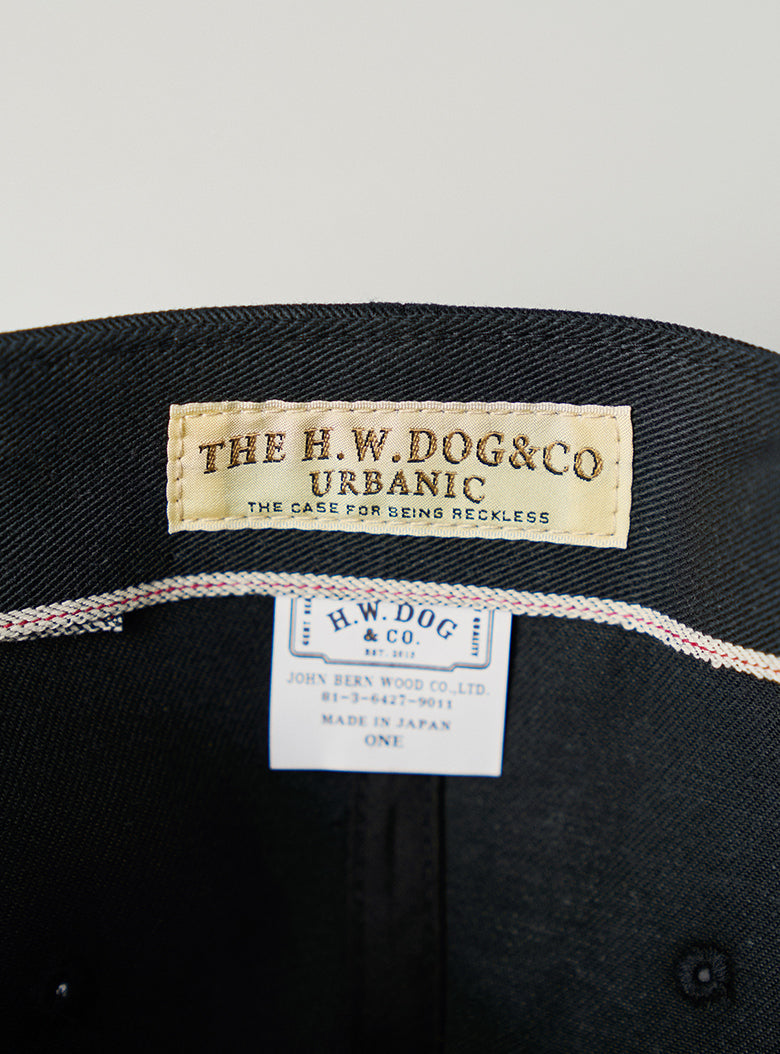 THE H.W.DOG&CO
URBANIC
THE CASE FOR BEING RECKLESS
H.W.DOG
& CO.
EST. 2012
QUALITY
JOHN BERN WOOD CO.,LTD.
81-3-6427-9011
MADE IN JAPAN
ONE